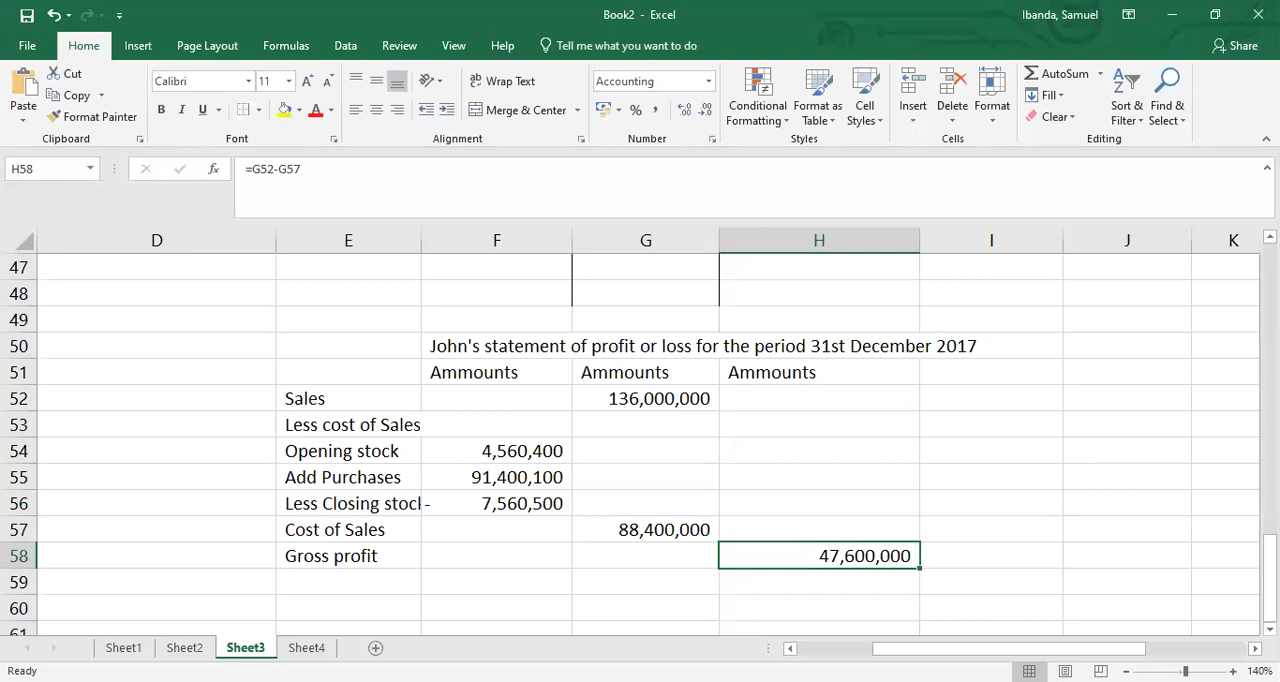 Book2 - Excel
Ibanda, Samuel
File Home Insert Page Layout Formulas Data Review View Help Tell me what you want to do Share
Paste
Cut
Copy
Format Painter
Clipboard
Calibri 11
B I U
Font
Wrap Text
Merge & Center
Alignment
Accounting
Number
Conditional Formatting
Format as Table
Cell Styles
Styles
Insert Delete Format
Cells
AutoSum
Fill
Clear
Sort & Filter
Find & Select
Editing
H58 fx =G52-G57
D E F G H I J K
47
48
49
50 John's statement of profit or loss for the period 31st December 2017
51 Ammounts Ammounts Ammounts
52 Sales 136,000,000
53 Less cost of Sales
54 Opening stock 4,560,400
55 Add Purchases 91,400,100
56 Less Closing stock - 7,560,500
57 Cost of Sales 88,400,000
58 Gross profit 47,600,000
59
60
61
Sheet1 Sheet2 Sheet3 Sheet4
Ready 140%